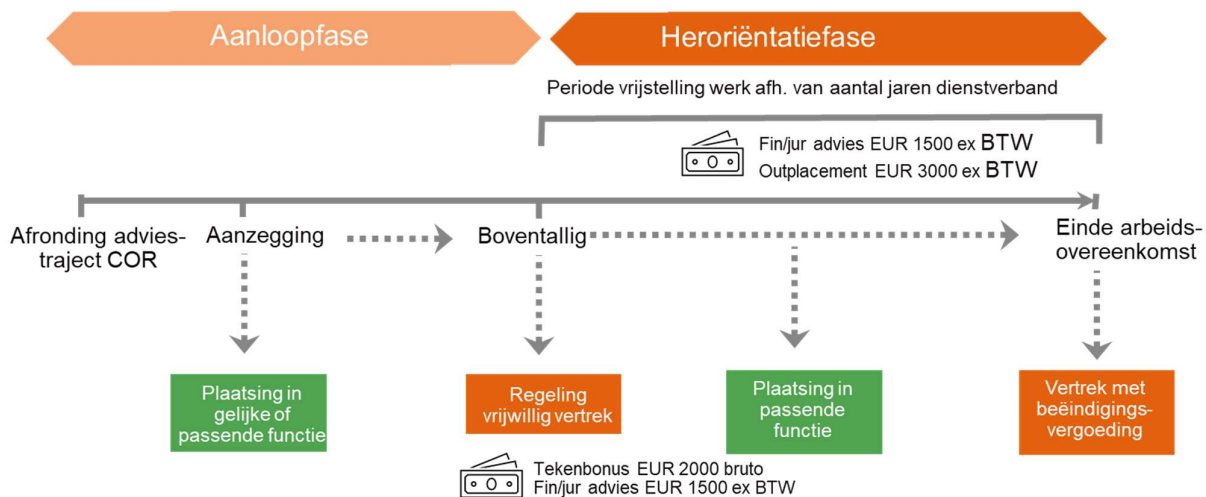 Aanloopfase
Heroriëntatiefase
Periode vrijstelling werk afh. van aantal jaren dienstverband
Fin/jur advies EUR 1500 ex BTW
Outplacement EUR 3000 ex BTW
Afronding advies-
traject COR
Aanzegging
Boventallig
Einde arbeids-
overeenkomst
Plaatsing in
gelijke of
passende functie
Regeling
vrijwillig vertrek
Plaatsing in
passende
functie
Vertrek met
beëindigings-
vergoeding
Tekenbonus EUR 2000 bruto
Fin/jur advies EUR 1500 ex BTW